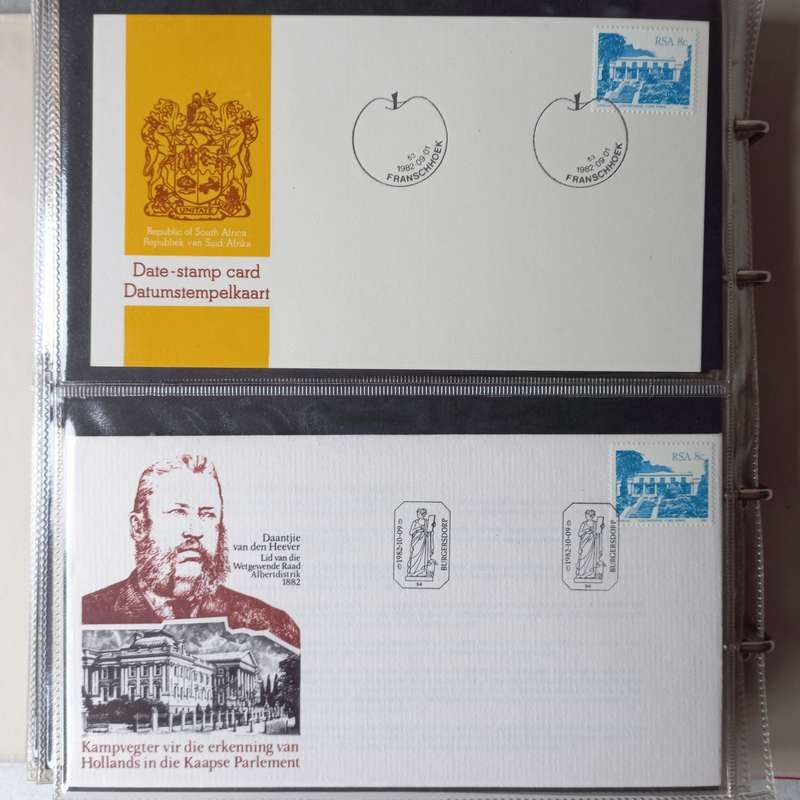 RSA 8c
53
1982·09·01
FRANSCHHOEK
53
1982·09·01
FRANSCHHOEK
UNITATE
Republic of South Africa
Republiek van Suid-Afrika
Date-stamp card
Datumstempelkaart
RSA 8c
1982-10-09
BURGERSDORP
54
1982-10-09
BURGERSDORP
54
Daantjie
van den Heever
Lid van die
Wetgewende Raad
Albertdistrik
1882
Kampvegter vir die erkenning van
Hollands in die Kaapse Parlement